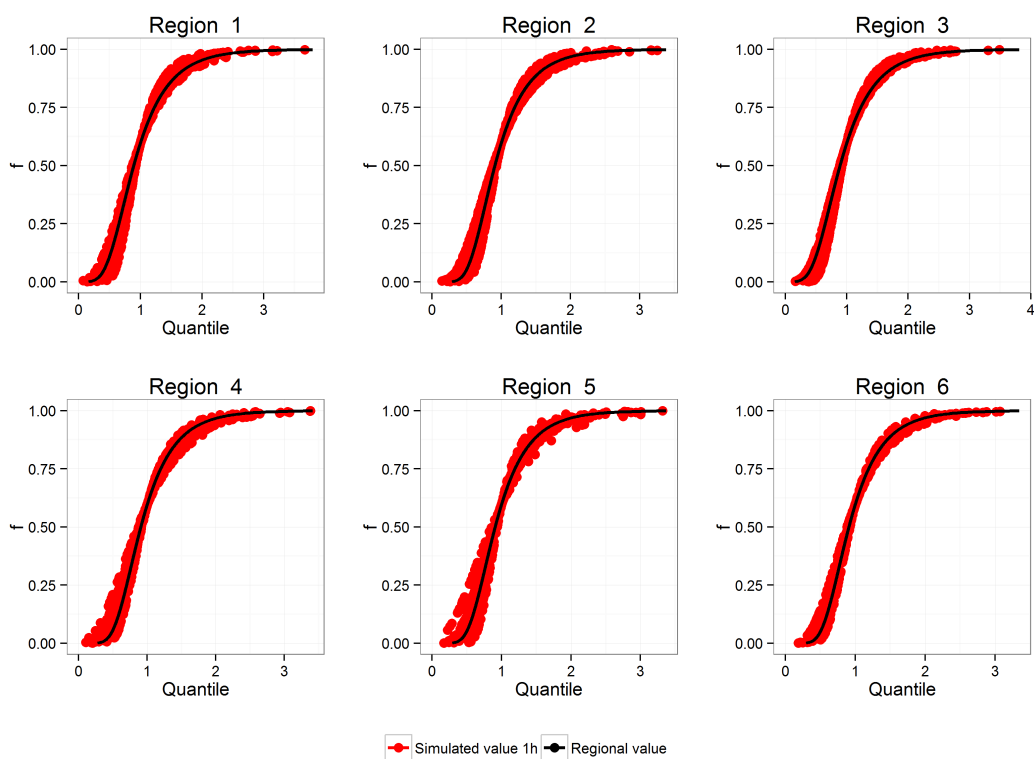 Region 1
Region 2
Region 3
1.00
0.75
0.50
0.25
0.00
f
0 1 2 3
Quantile
1.00
0.75
0.50
0.25
0.00
f
0 1 2 3
Quantile
1.00
0.75
0.50
0.25
0.00
f
0 1 2 3 4
Quantile
Region 4
Region 5
Region 6
1.00
0.75
0.50
0.25
0.00
f
0 1 2 3
Quantile
1.00
0.75
0.50
0.25
0.00
f
0 1 2 3
Quantile
1.00
0.75
0.50
0.25
0.00
f
0 1 2 3
Quantile
Simulated value 1h Regional value